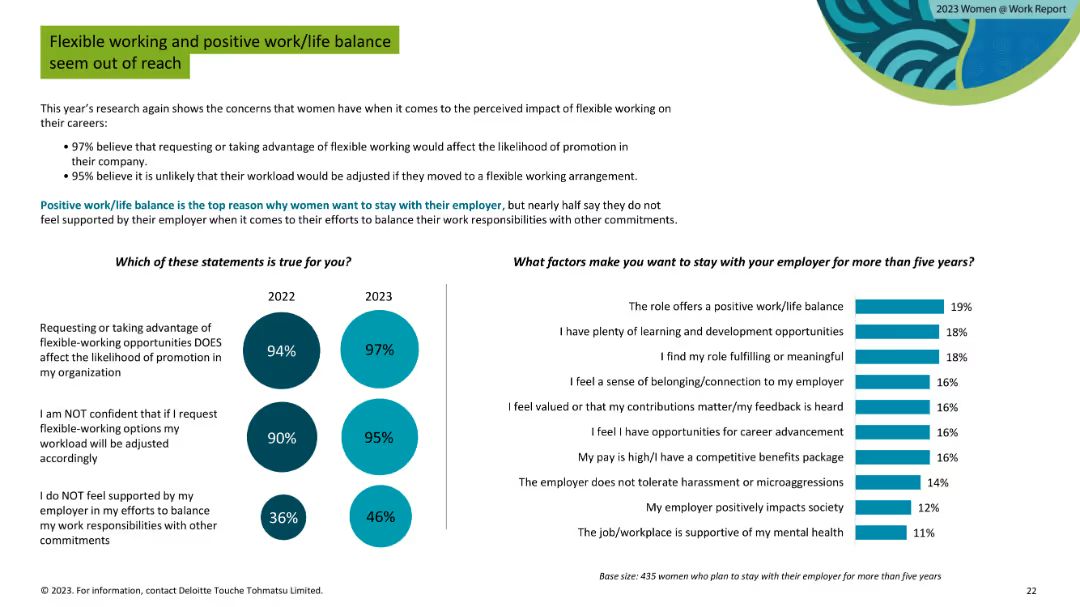 2023 Women @ Work Report
Flexible working and positive work/life balance
seem out of reach
This year's research again shows the concerns that women have when it comes to the perceived impact of flexible working on
their careers:
• 97% believe that requesting or taking advantage of flexible working would affect the likelihood of promotion in
their company.
• 95% believe it is unlikely that their workload would be adjusted if they moved to a flexible working arrangement.
Positive work/life balance is the top reason why women want to stay with their employer, but nearly half say they do not
feel supported by their employer when it comes to their efforts to balance their work responsibilities with other commitments.
Which of these statements is true for you?
2022 2023
Requesting or taking advantage of
flexible-working opportunities DOES
affect the likelihood of promotion in
my organization
94% 97%
I am NOT confident that if I request
flexible-working options my
workload will be adjusted
accordingly
90% 95%
I do NOT feel supported by my
employer in my efforts to balance
my work responsibilities with other
commitments
36% 46%
What factors make you want to stay with your employer for more than five years?
The role offers a positive work/life balance 19%
I have plenty of learning and development opportunities 18%
I find my role fulfilling or meaningful 18%
I feel a sense of belonging/connection to my employer 16%
I feel valued or that my contributions matter/my feedback is heard 16%
I feel I have opportunities for career advancement 16%
My pay is high/I have a competitive benefits package 16%
The employer does not tolerate harassment or microaggressions 14%
My employer positively impacts society 12%
The job/workplace is supportive of my mental health 11%
Base size: 435 women who plan to stay with their employer for more than five years
© 2023. For information, contact Deloitte Touche Tohmatsu Limited.
22